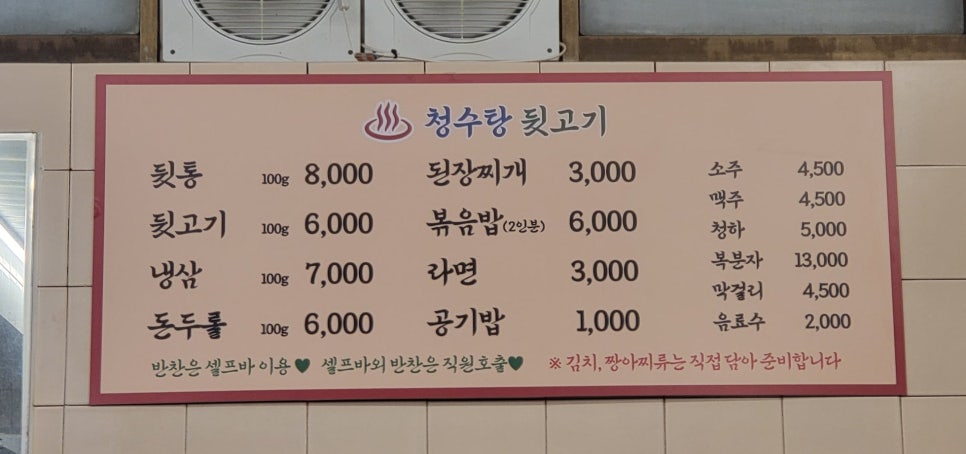 청수탕 뒷고기
뒷통 100g 8,000
뒷고기 100g 6,000
냉삼 100g 7,000
돈두룰 100g 6,000
된장찌개 3,000
볶음밥(2인분) 6,000
라면 3,000
공기밥 1,000
소주 4,500
맥주 4,500
청하 5,000
복분자 13,000
막걸리 4,500
음료수 2,000
반찬은 셀프바 이용♥ 셀프바외 반찬은 직원호출♥ ※ 김치, 짱아찌류는 직접 담아 준비합니다